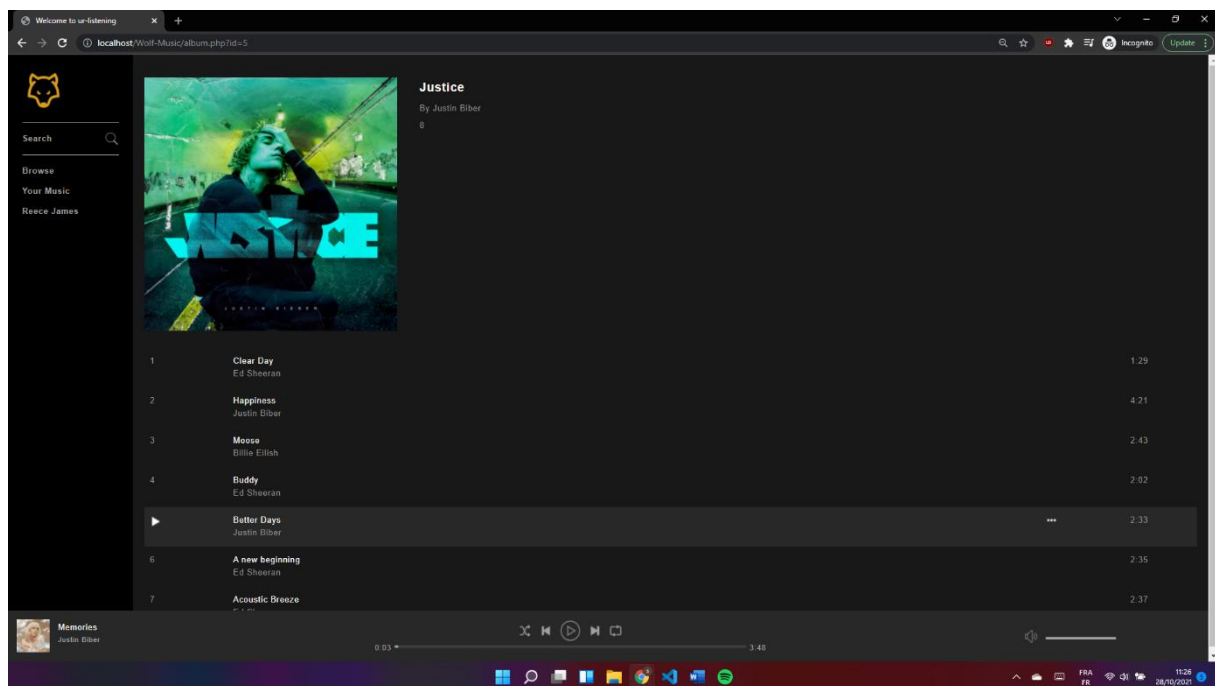 Welcome to ur-listening
localhost/Wolf-Music/album.php?id=5
Incognito
Update
Search
Browse
Your Music
Reece James
JUSTICE
JUSTIN BIEBER
Justice
By Justin Biber
8
1 Clear Day 1:29
Ed Sheeran
2 Happiness 4:21
Justin Biber
3 Moose 2:43
Billie Eilish
4 Buddy 2:02
Ed Sheeran
Better Days 2:33
Justin Biber
6 A new beginning 2:35
Ed Sheeran
7 Acoustic Breeze 2:37
Memories
Justin Biber
0:03 3:48
FRA
FR
11:26
28/10/2021